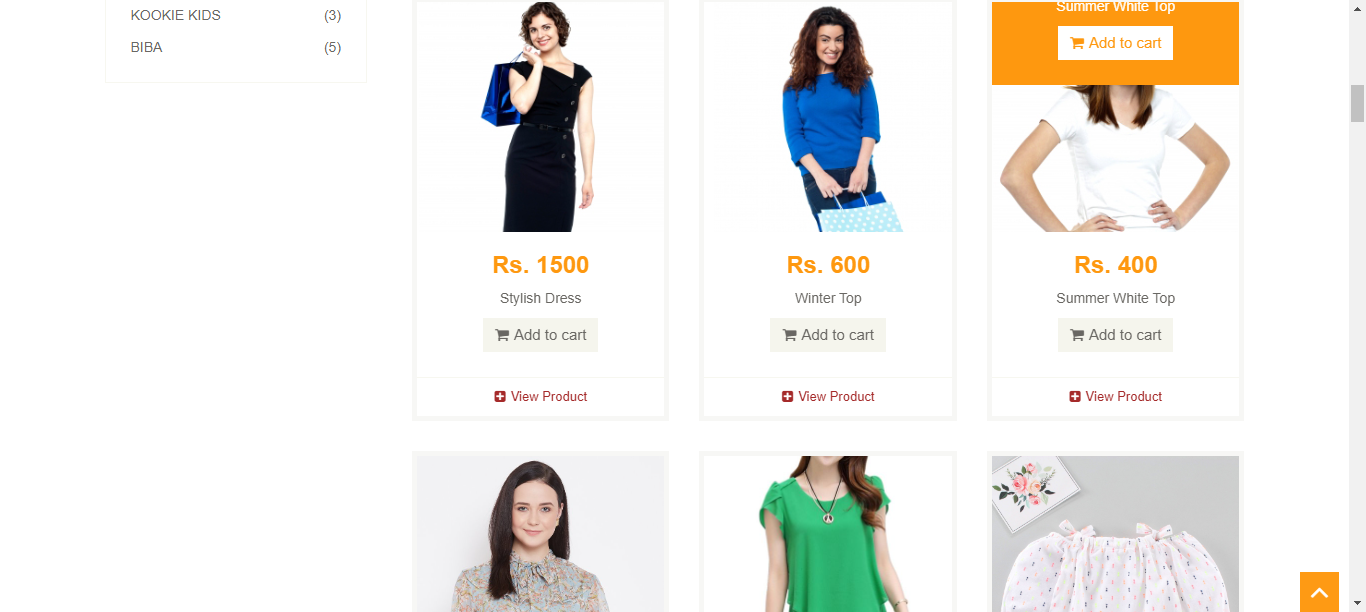 KOOKIE KIDS (3)
BIBA (5)
Summer White Top
Add to cart
Rs. 1500
Stylish Dress
Add to cart
View Product
Rs. 600
Winter Top
Add to cart
View Product
Rs. 400
Summer White Top
Add to cart
View Product